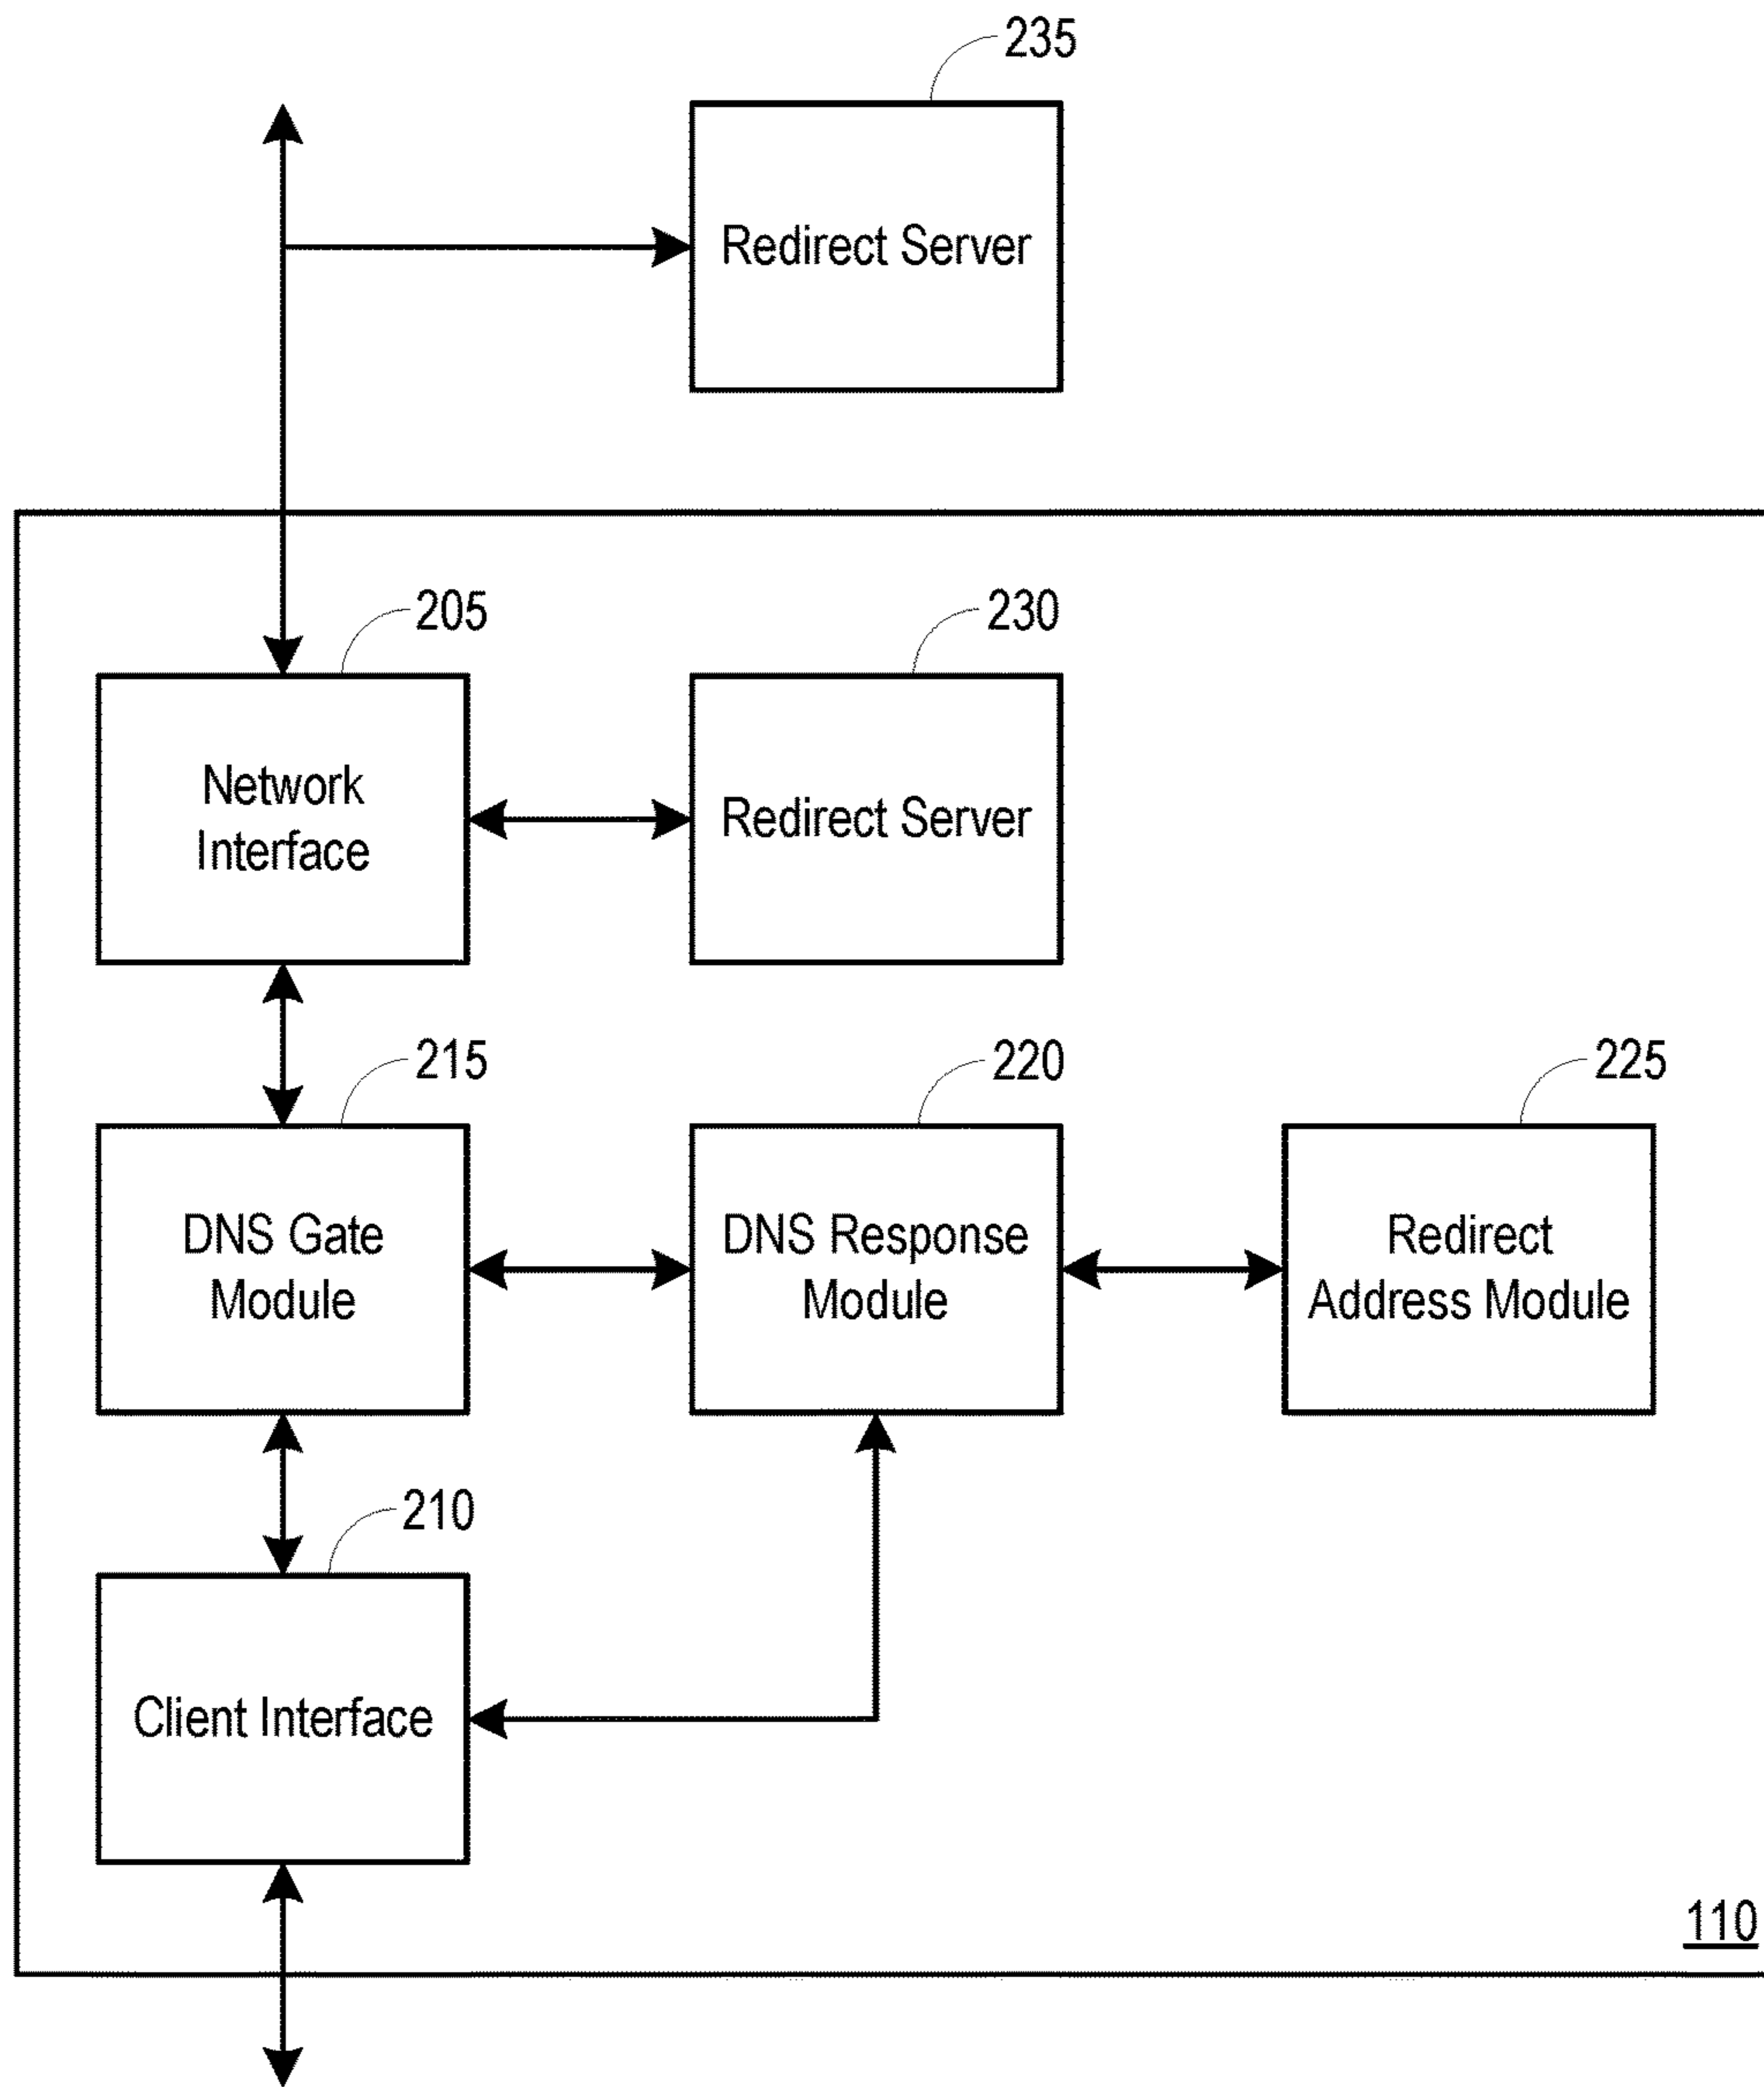 235
Redirect Server
205
230
Network
Interface
Redirect Server
215
220
225
DNS Gate
Module
DNS Response
Module
Redirect
Address Module
210
Client Interface
110